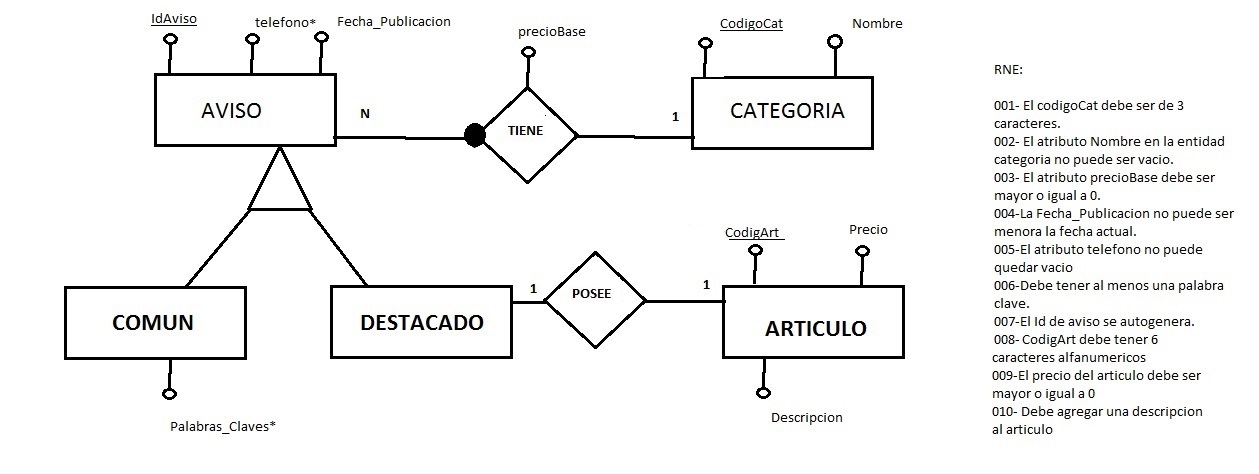 IdAviso
telefono*
Fecha_Publicacion
precioBase
CodigoCat
Nombre
AVISO
N
TIENE
1
CATEGORIA
CodigArt
Precio
COMUN
DESTACADO
1
POSEE
1
ARTICULO
Palabras_Claves*
Descripcion
RNE:
001- El codigoCat debe ser de 3
caracteres.
002- El atributo Nombre en la entidad
categoria no puede ser vacio.
003- El atributo precioBase debe ser
mayor o igual a 0.
004-La Fecha_Publicacion no puede ser
menora la fecha actual.
005-El atributo telefono no puede
quedar vacio
006-Debe tener al menos una palabra
clave.
007-El Id de aviso se autogenera.
008- CodigArt debe tener 6
caracteres alfanumericos
009-El precio del articulo debe ser
mayor o igual a 0
010- Debe agregar una descripcion
al articulo